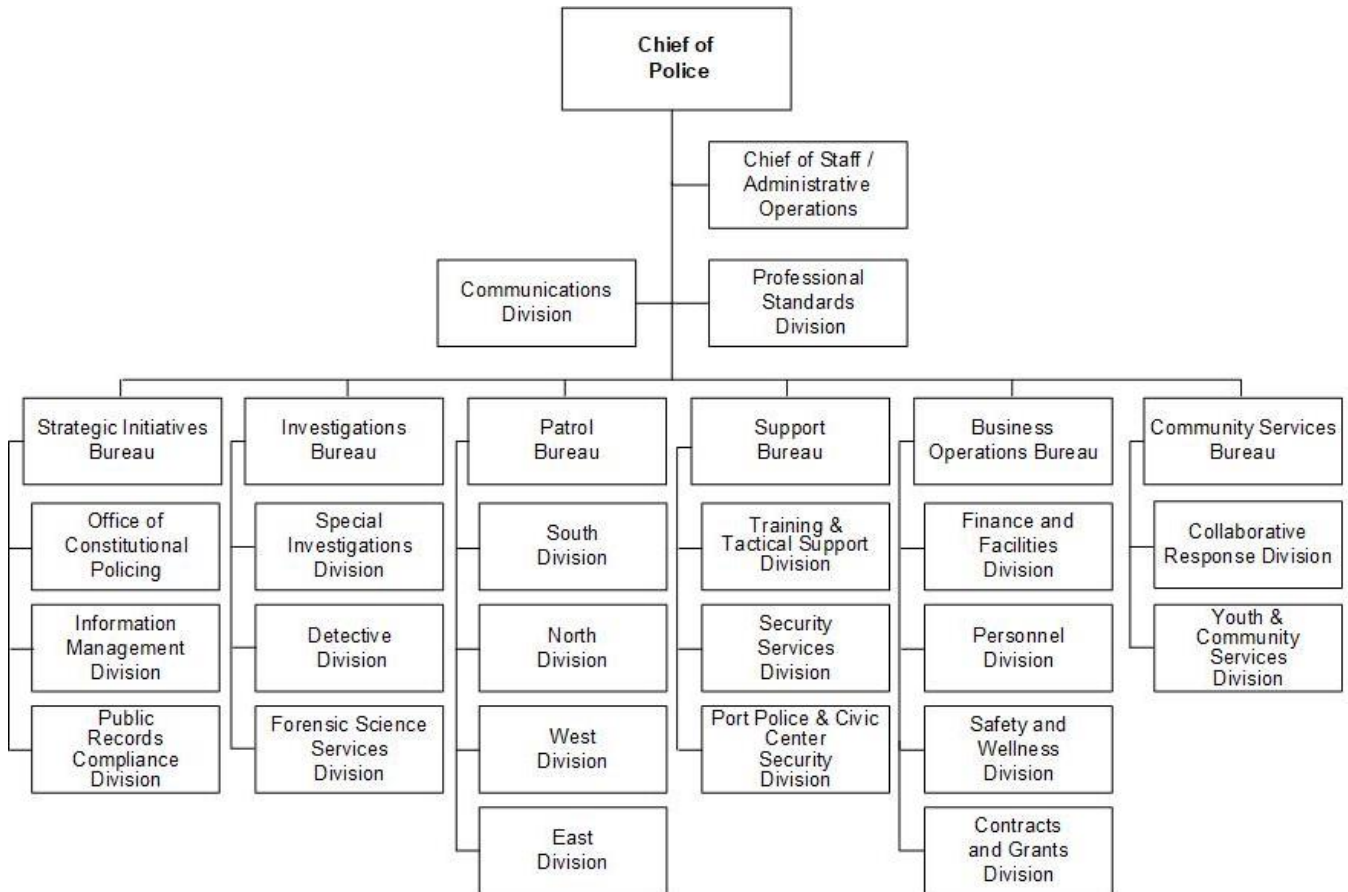 Chief of
Police
Chief of Staff /
Administrative
Operations
Communications
Division
Professional
Standards
Division
Strategic Initiatives
Bureau
Investigations
Bureau
Patrol
Bureau
Support
Bureau
Business
Operations Bureau
Community Services
Bureau
Office of
Constitutional
Policing
Special
Investigations
Division
South
Division
Training &
Tactical Support
Division
Finance and
Facilities
Division
Collaborative
Response Division
Information
Management
Division
Detective
Division
North
Division
Security
Services
Division
Personnel
Division
Youth &
Community
Services
Division
Public
Records
Compliance
Division
Forensic Science
Services
Division
West
Division
Port Police & Civic
Center
Security
Division
Safety and
Wellness
Division
East
Division
Contracts
and Grants
Division